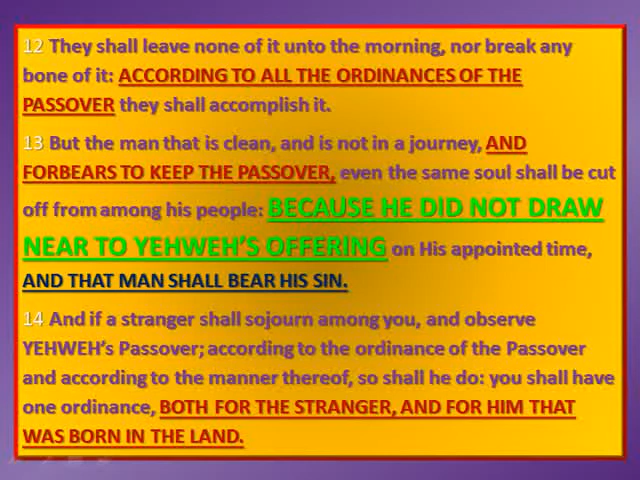 12 They shall leave none of it unto the morning, nor break any
bone of it: ACCORDING TO ALL THE ORDINANCES OF THE
PASSOVER they shall accomplish it.
13 But the man that is clean, and is not in a journey, AND
FORBEARS TO KEEP THE PASSOVER, even the same soul shall be cut
off from among his people: BECAUSE HE DID NOT DRAW
NEAR TO YEHWEH’S OFFERING on His appointed time,
AND THAT MAN SHALL BEAR HIS SIN.
14 And if a stranger shall sojourn among you, and observe
YEHWEH’s Passover; according to the ordinance of the Passover
and according to the manner thereof, so shall he do: you shall have
one ordinance, BOTH FOR THE STRANGER, AND FOR HIM THAT
WAS BORN IN THE LAND.